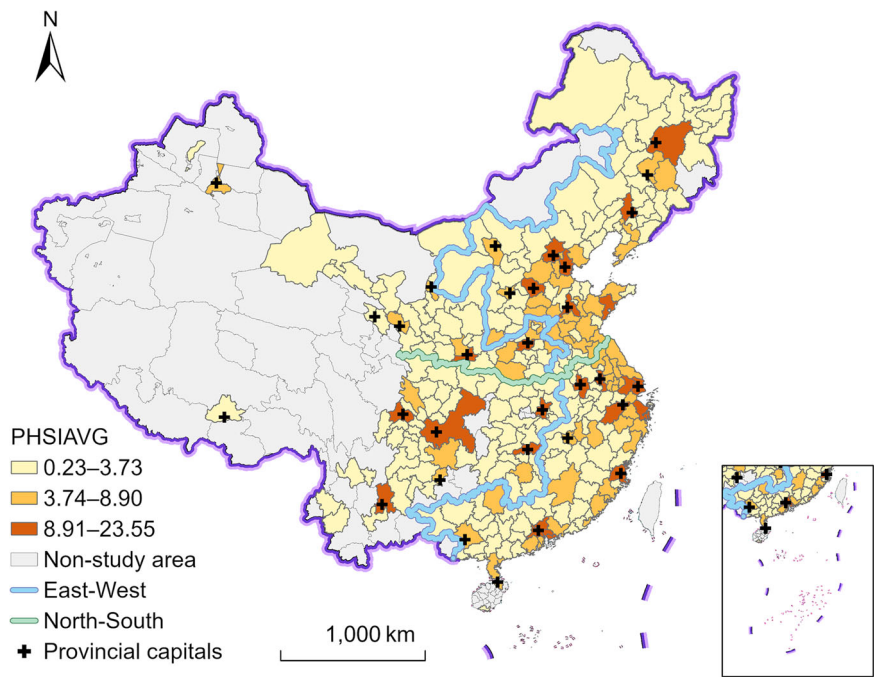 N
PHSIAVG
0.23–3.73
3.74–8.90
8.91–23.55
Non-study area
East-West
North-South
Provincial capitals
1,000 km